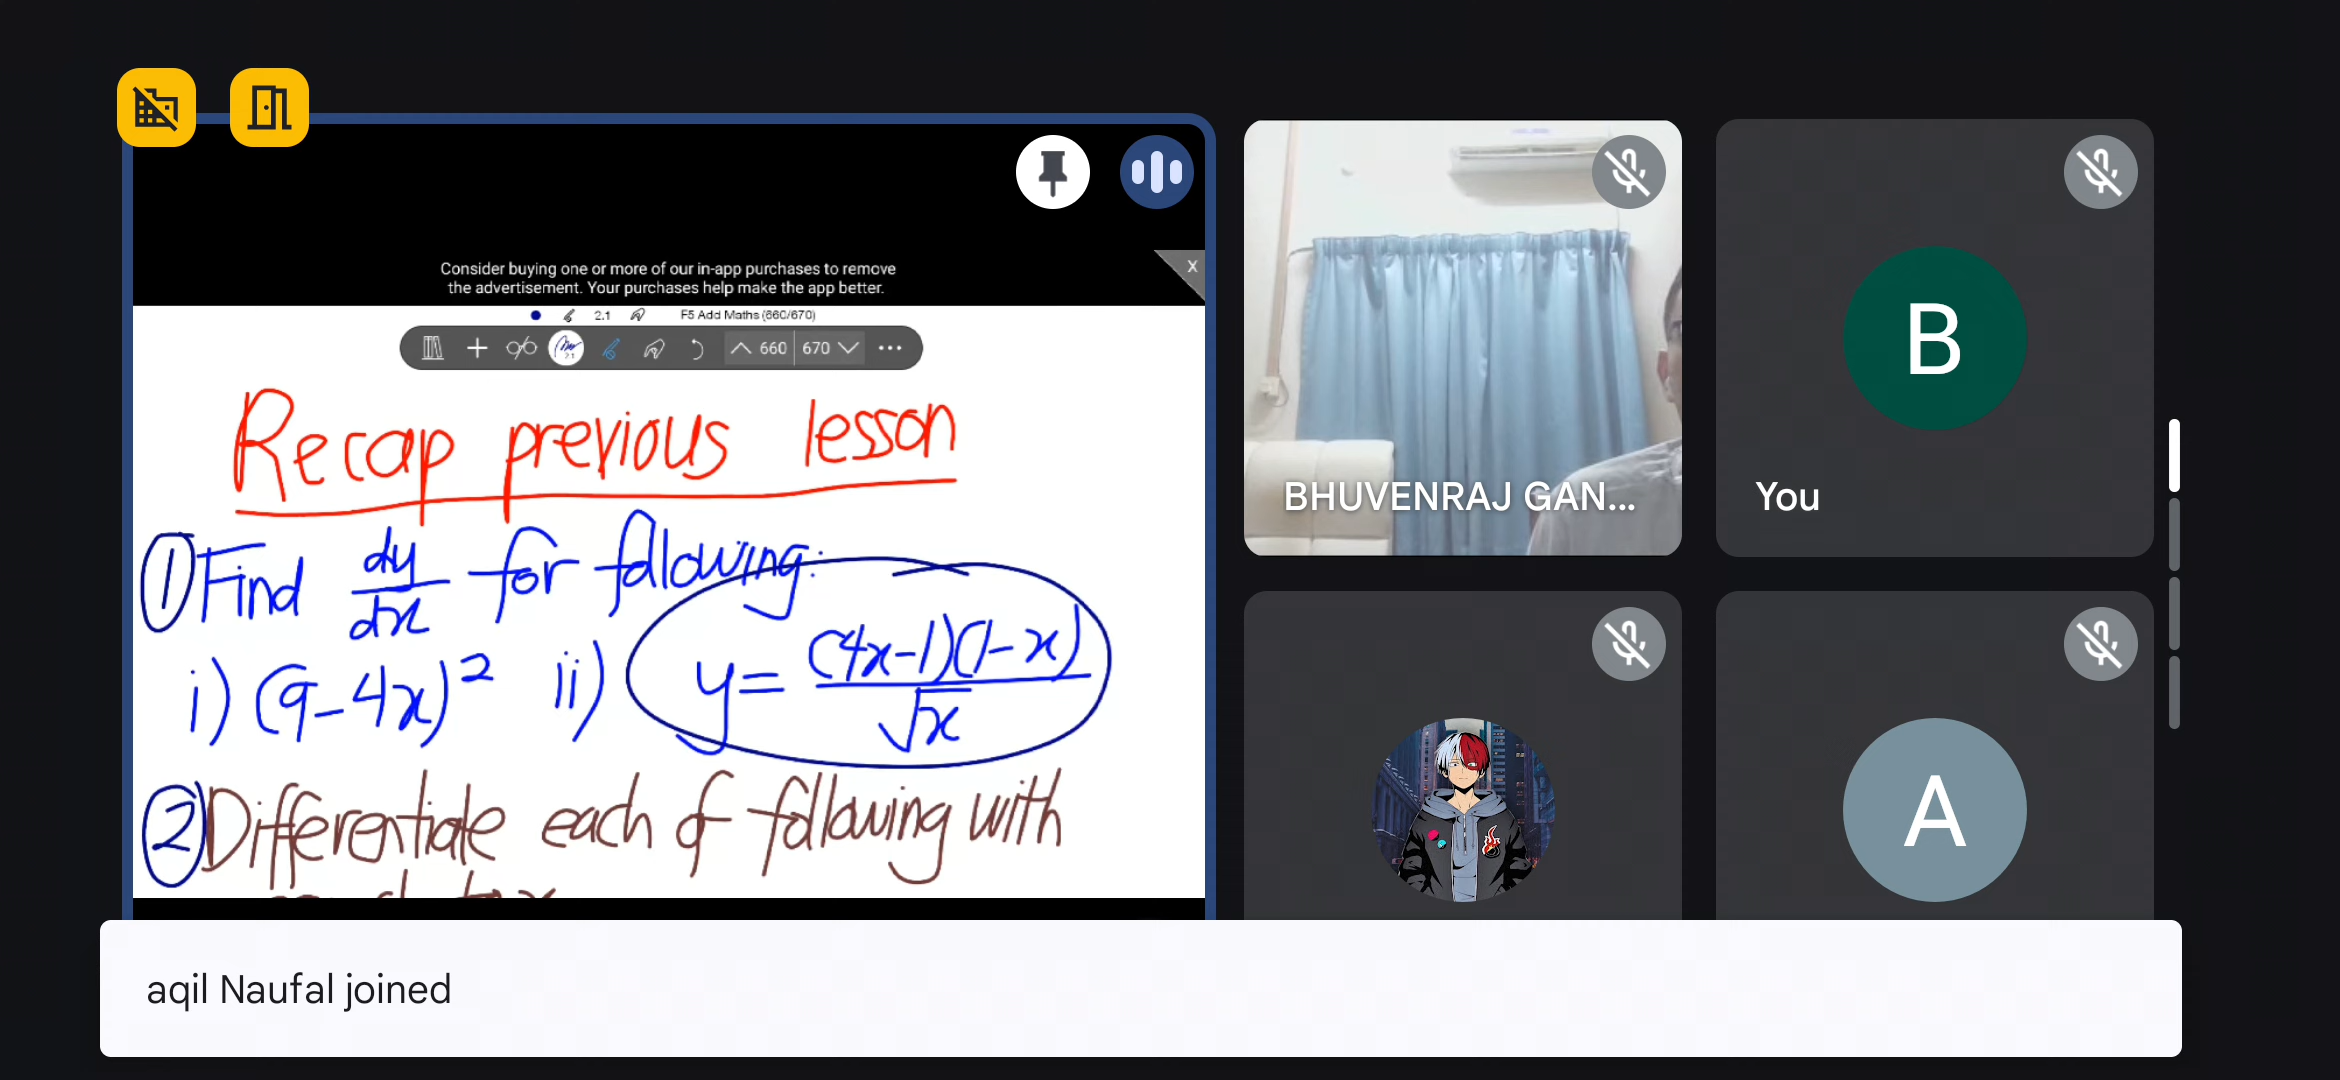 Consider buying one or more of our in-app purchases to remove
the advertisement. Your purchases help make the app better.
X
2.1 F5 Add Maths (660/670)
2.1 660 670
Recap previous lesson
① Find dy/dx for following:
i) (9-4x)² ii) y= (4x-1)(1-x)/√x
② Differentiate each of following with
BHUVENRAJ GAN...
B
You
A
aqil Naufal joined